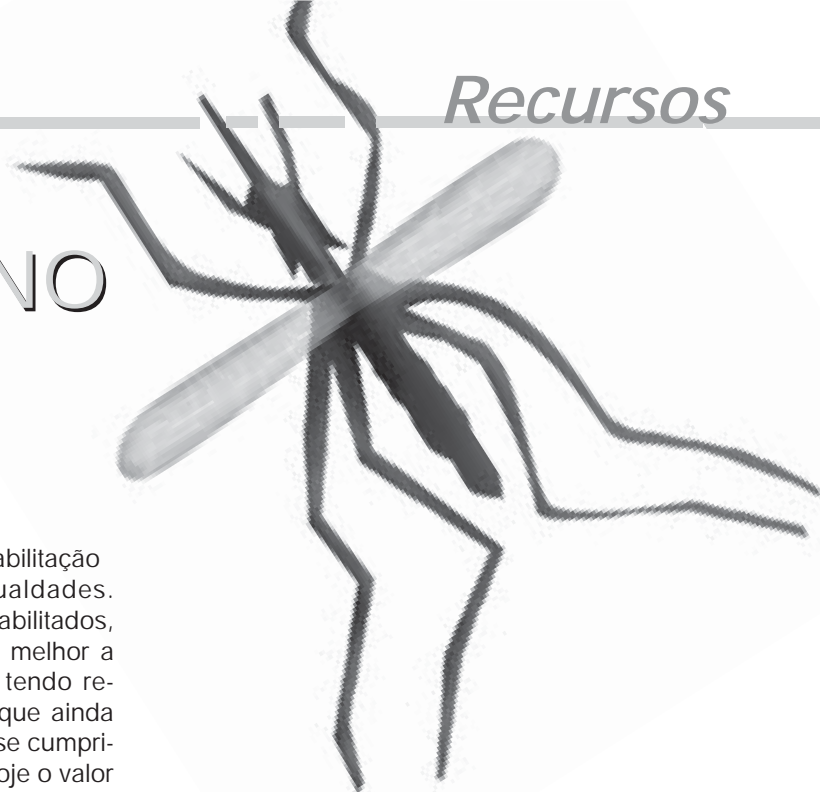 Recursos
NO
abilitação
ualdades.
abilitados,
melhor a
tendo re-
que ainda
se cumpri-
oje o valor